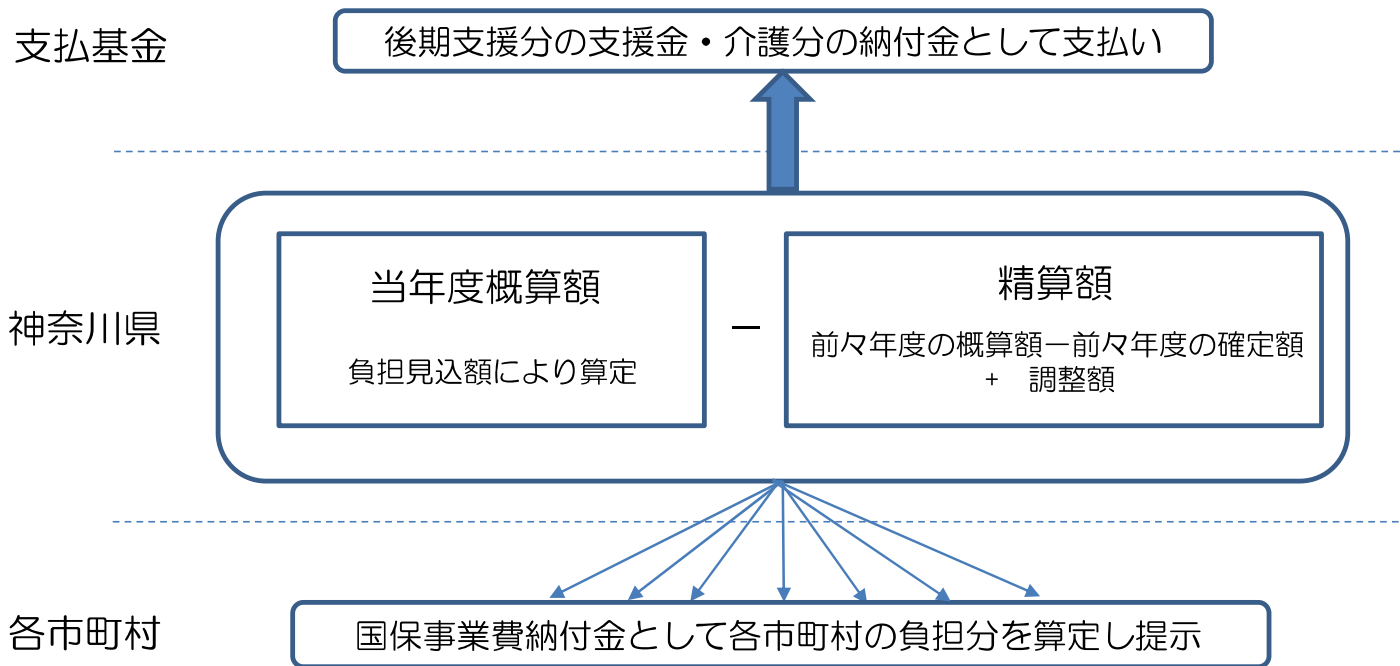 支払基金
後期支援分の支援金・介護分の納付金として支払い
神奈川県
当年度概算額
負担見込額により算定
－
精算額
前々年度の概算額－前々年度の確定額
+　調整額
各市町村
国保事業費納付金として各市町村の負担分を算定し提示